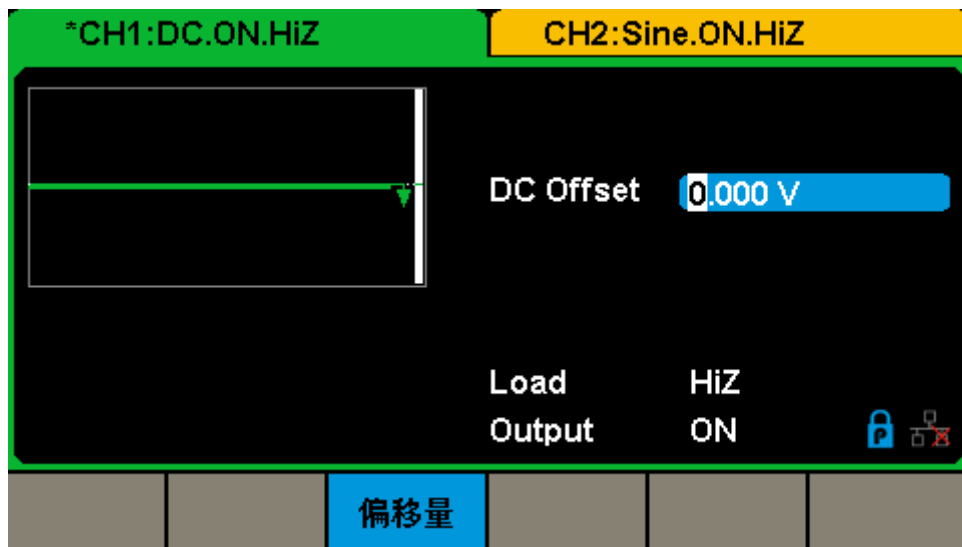 *CH1:DC.ON.HiZ
CH2:Sine.ON.HiZ
DC Offset 0.000 V
Load HiZ
Output ON
P
偏移量